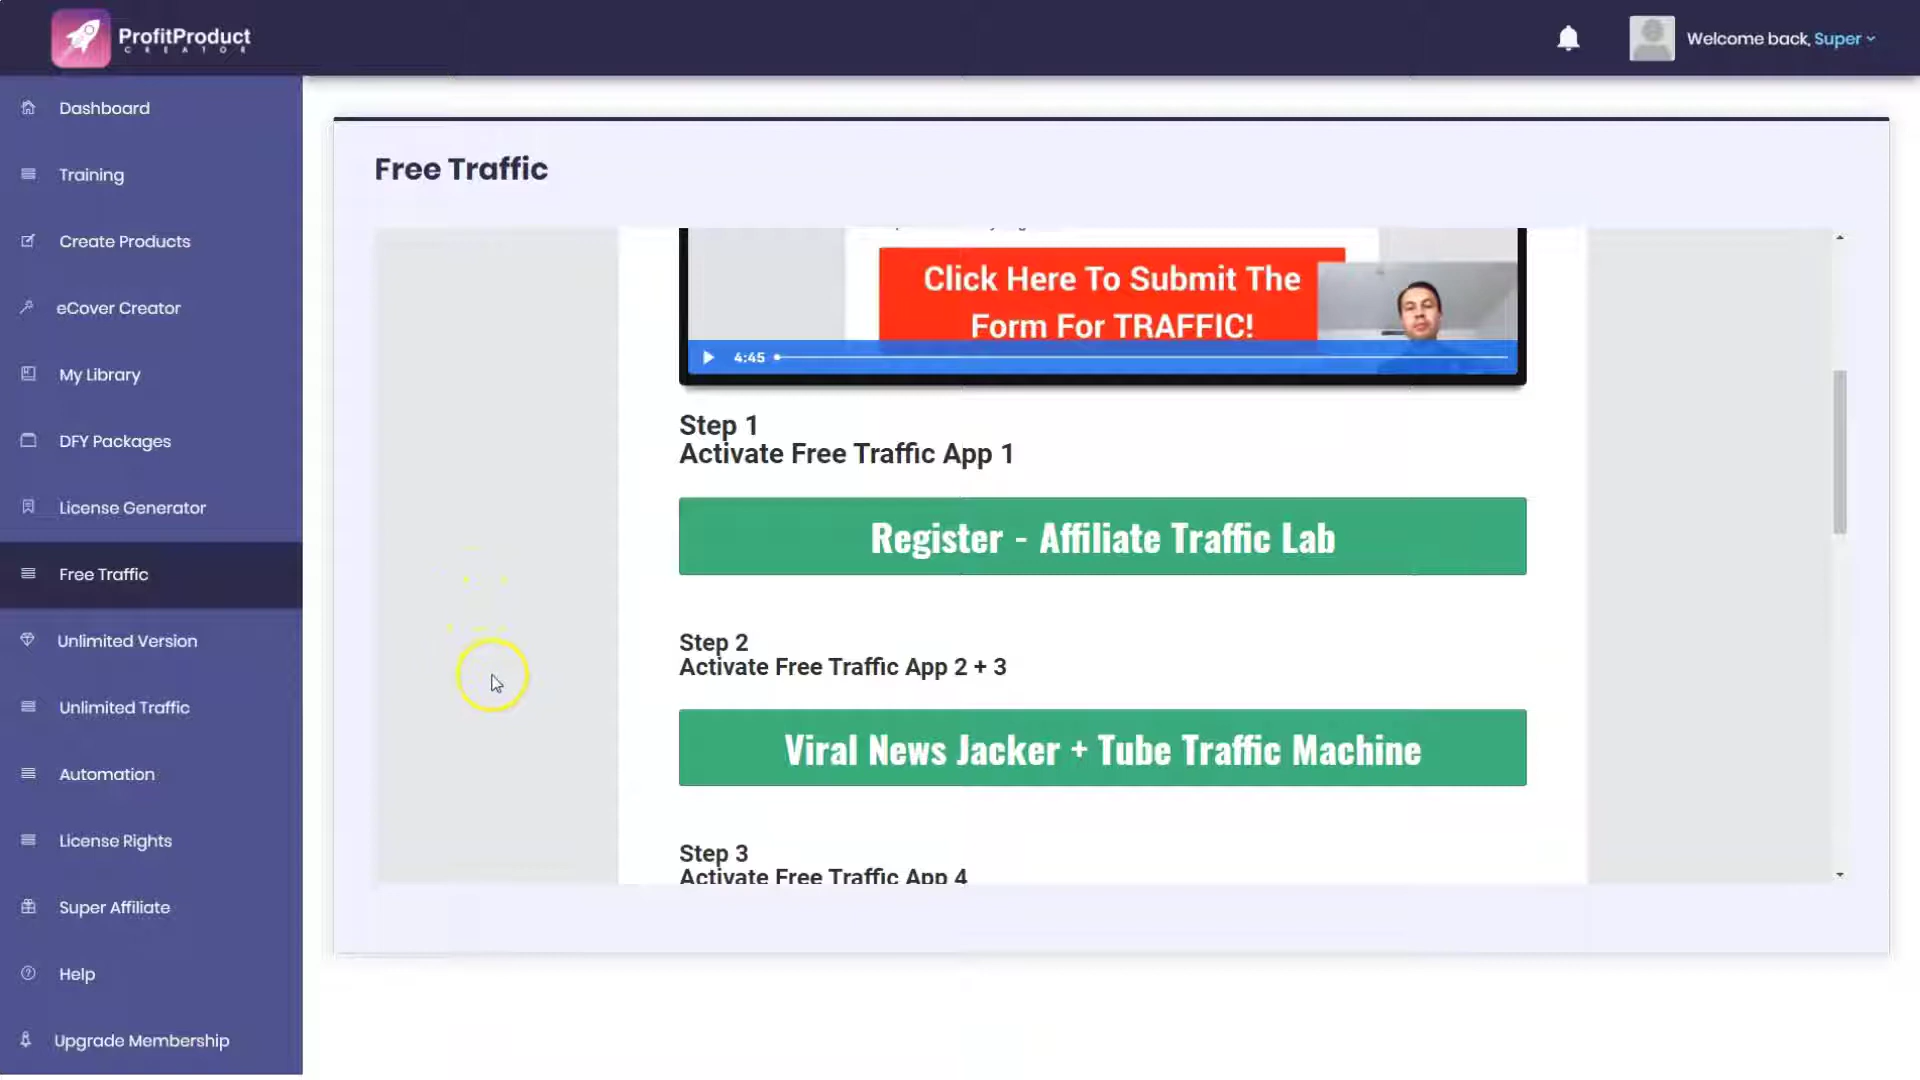 ProfitProduct
CREATOR
Welcome back, Super
Dashboard
Training
Create Products
eCover Creator
My Library
DFY Packages
License Generator
Free Traffic
Unlimited Version
Unlimited Traffic
Automation
License Rights
Super Affiliate
Help
Upgrade Membership
Free Traffic
Click Here To Submit The
Form For TRAFFIC!
4:45
Step 1
Activate Free Traffic App 1
Register - Affiliate Traffic Lab
Step 2
Activate Free Traffic App 2 + 3
Viral News Jacker + Tube Traffic Machine
Step 3
Activate Free Traffic App 4